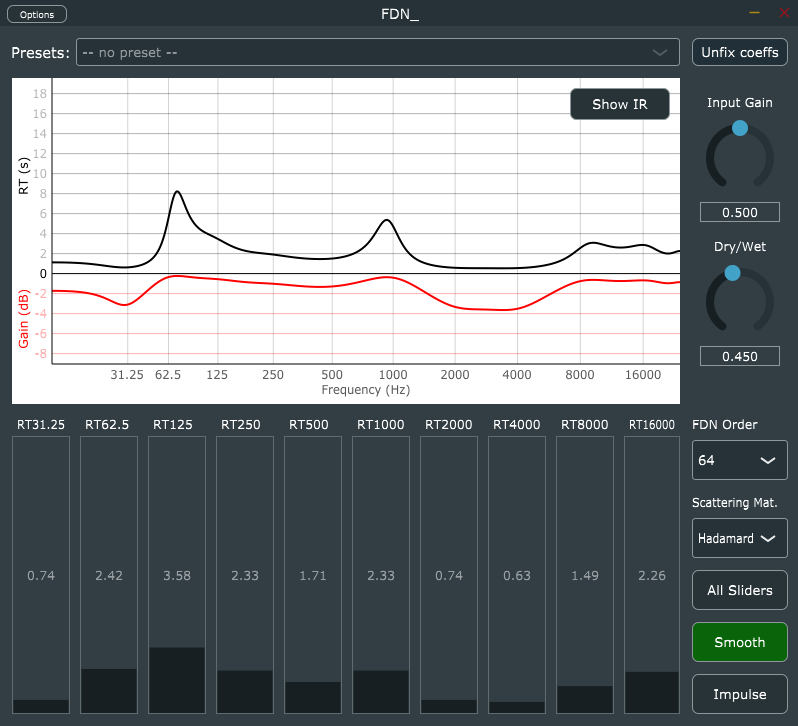 Options
FDN_
Presets:
-- no preset --
Unfix coeffs
Show IR
Input Gain
0.500
Dry/Wet
0.450
RT (s)
18
16
14
12
10
8
6
4
2
0
Gain (dB)
-2
-4
-6
-8
31.25 62.5 125 250 500 1000 2000 4000 8000 16000
Frequency (Hz)
RT31.25 RT62.5 RT125 RT250 RT500 RT1000 RT2000 RT4000 RT8000 RT16000
0.74 2.42 3.58 2.33 1.71 2.33 0.74 0.63 1.49 2.26
FDN Order
64
Scattering Mat.
Hadamard
All Sliders
Smooth
Impulse